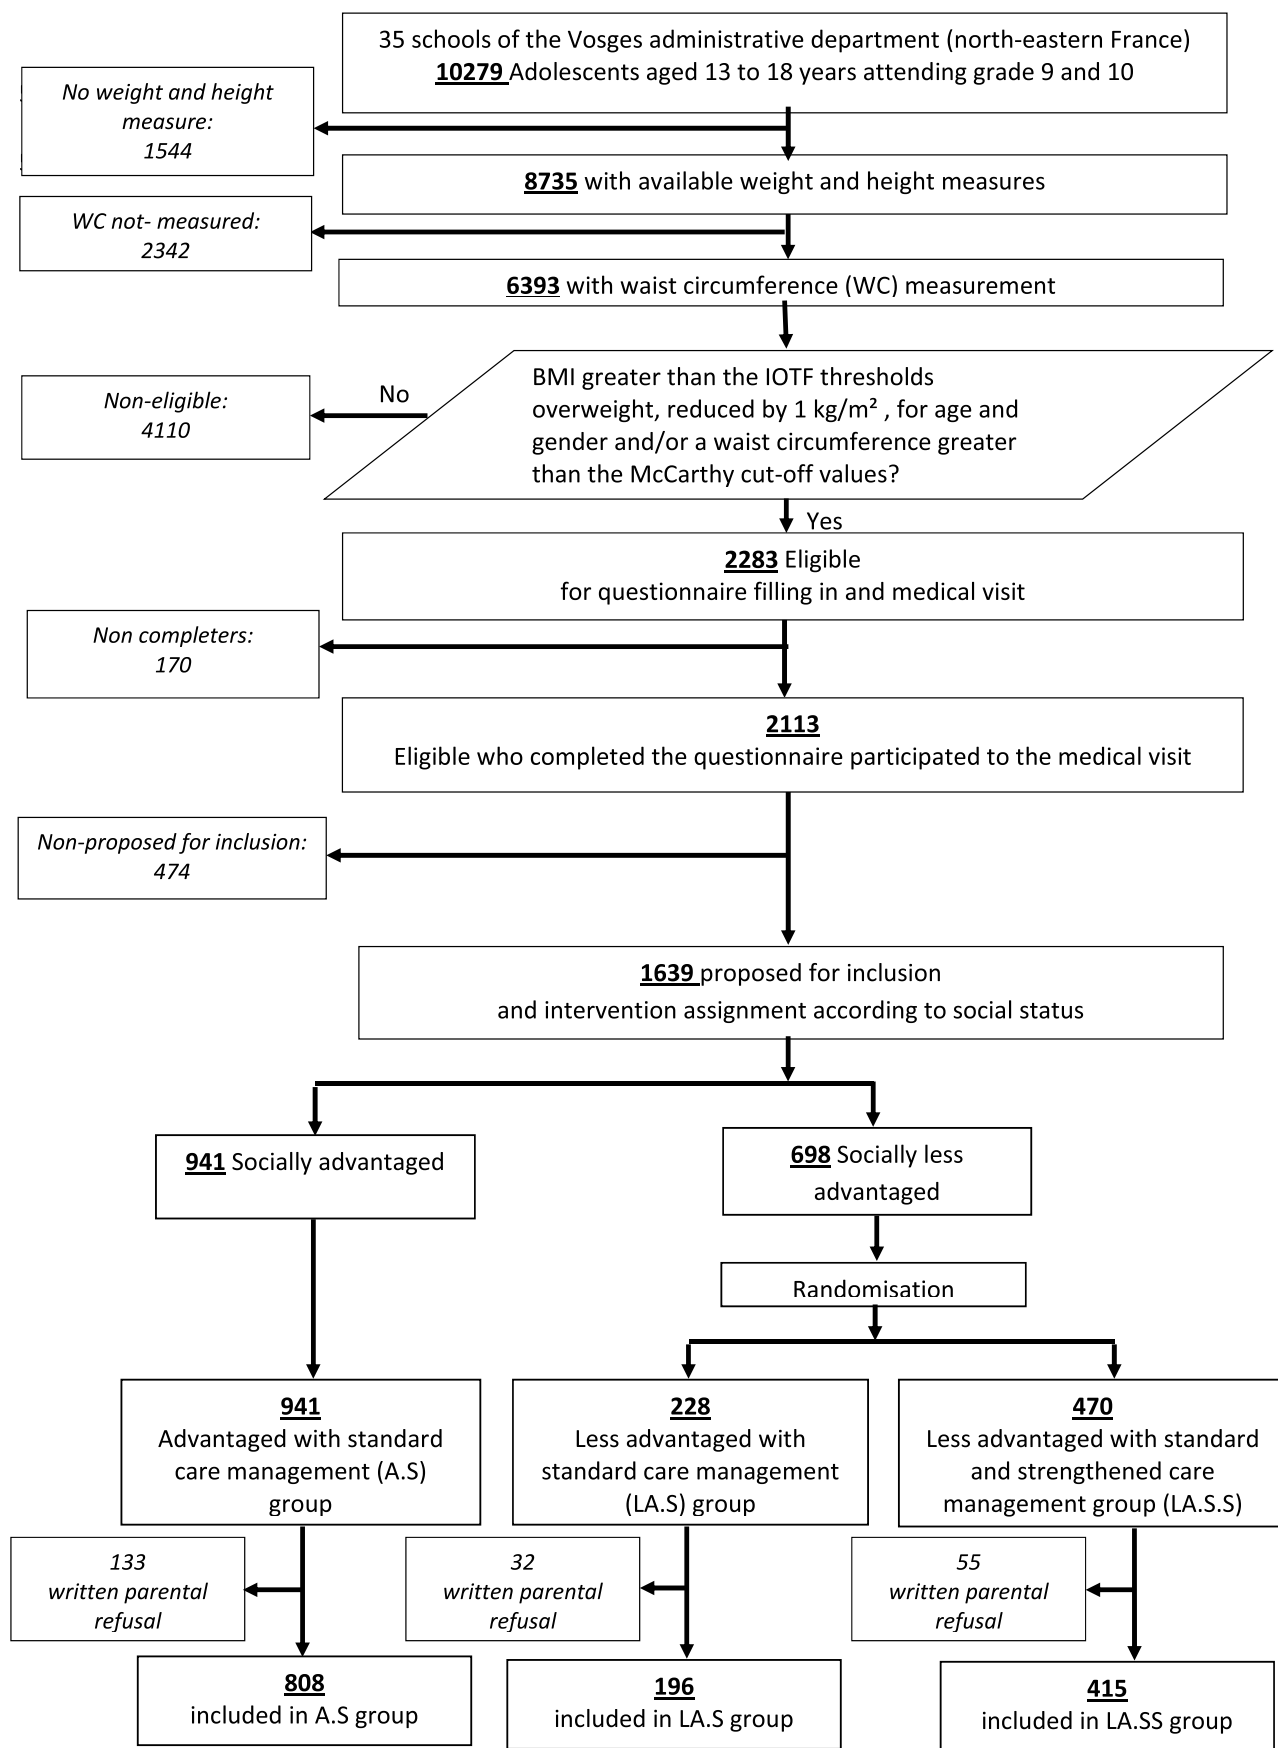 35 schools of the Vosges administrative department (north-eastern France)
10279 Adolescents aged 13 to 18 years attending grade 9 and 10
No weight and height
measure:
1544
8735 with available weight and height measures
WC not- measured:
2342
6393 with waist circumference (WC) measurement
BMI greater than the IOTF thresholds
overweight, reduced by 1 kg/m² , for age and
gender and/or a waist circumference greater
than the McCarthy cut-off values?
No
Non-eligible:
4110
Yes
2283 Eligible
for questionnaire filling in and medical visit
Non completers:
170
2113
Eligible who completed the questionnaire participated to the medical visit
Non-proposed for inclusion:
474
1639 proposed for inclusion
and intervention assignment according to social status
941 Socially advantaged
698 Socially less
advantaged
Randomisation
941
Advantaged with standard
care management (A.S)
group
228
Less advantaged with
standard care management
(LA.S) group
470
Less advantaged with standard
and strengthened care
management group (LA.S.S)
133
written parental
refusal
32
written parental
refusal
55
written parental
refusal
808
included in A.S group
196
included in LA.S group
415
included in LA.SS group